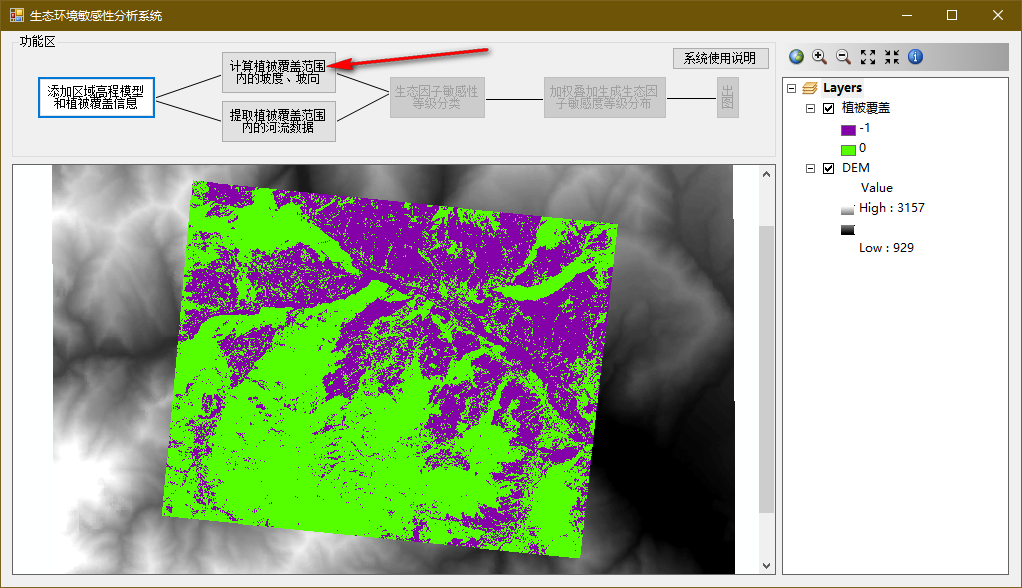 生态环境敏感性分析系统
功能区
添加区域高程模型
和植被覆盖信息
计算植被覆盖范围
内的坡度、坡向
提取植被覆盖范围
内的河流数据
生态因子敏感性
等级分类
加权叠加生成生态因
子敏感度等级分布
出
图
系统使用说明
Layers
植被覆盖
-1
0
DEM
Value
High : 3157
Low : 929